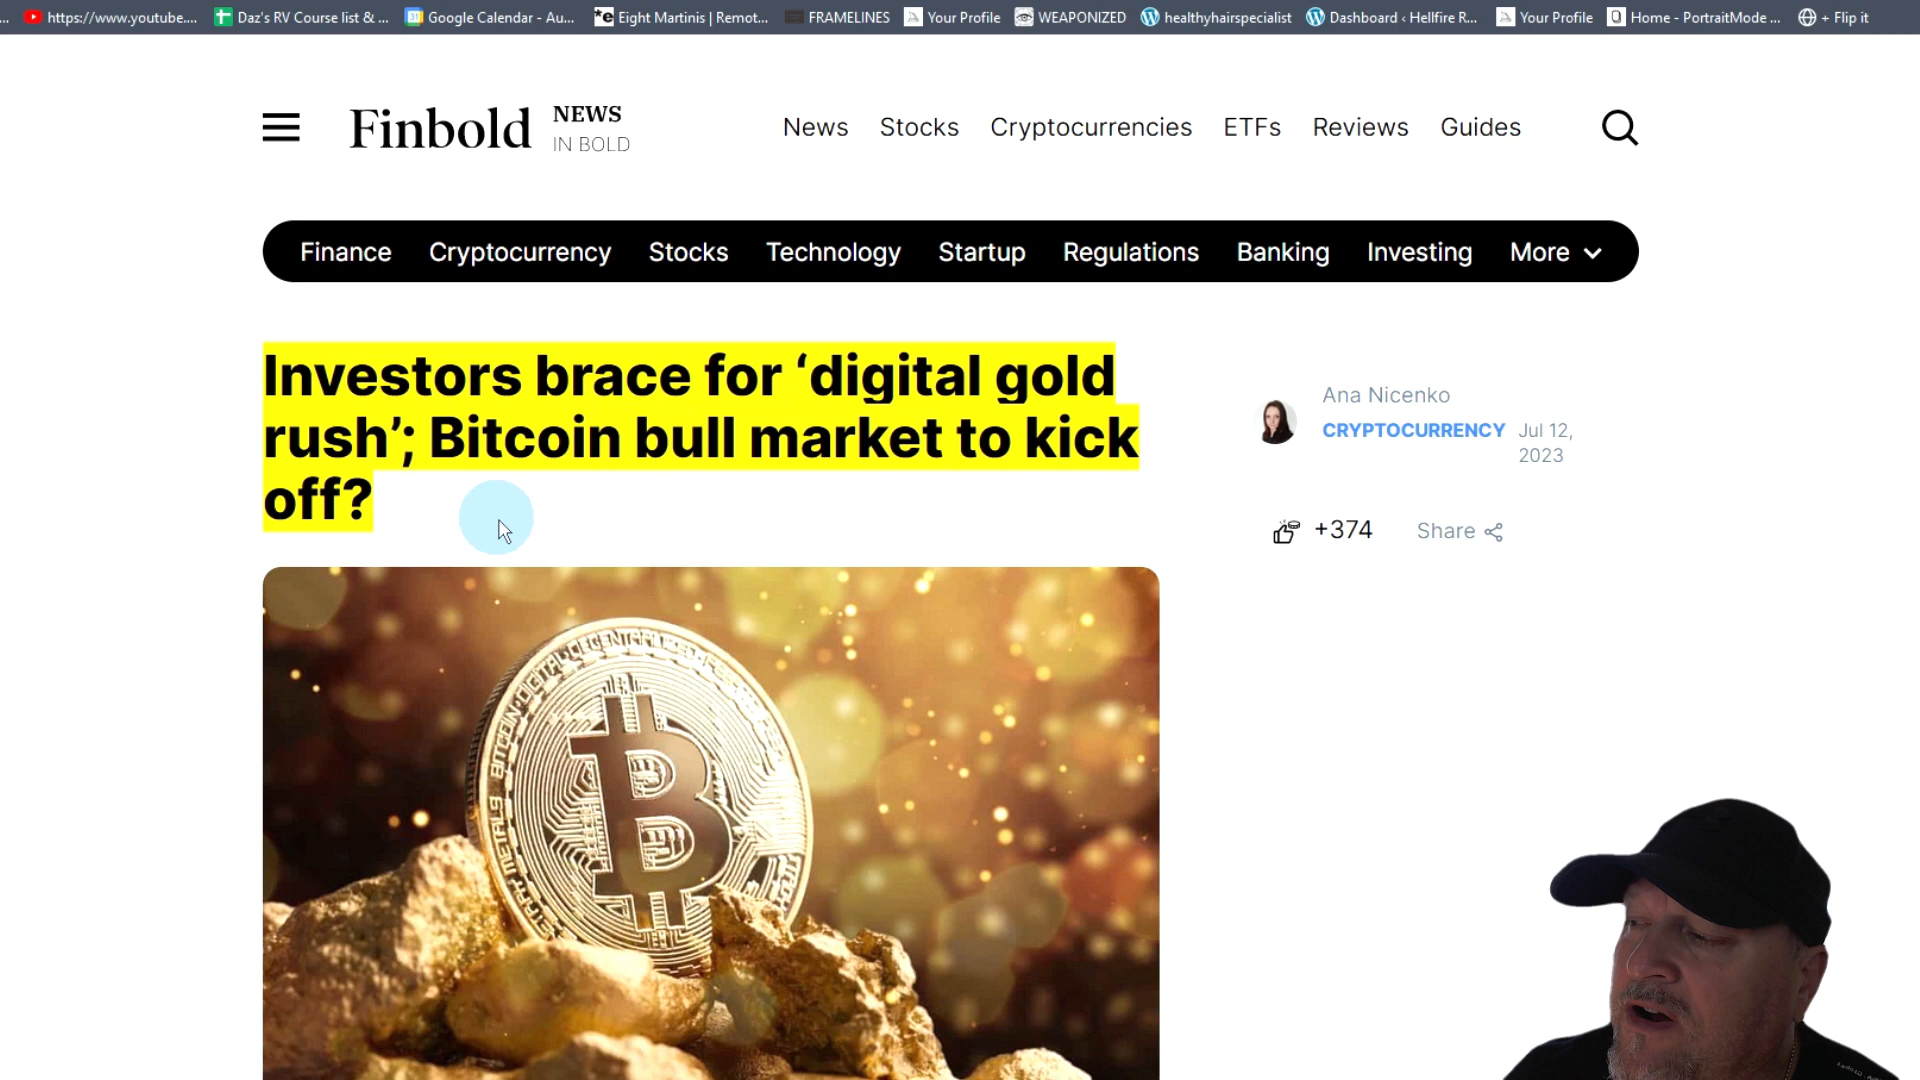 https://www.youtube....
Daz's RV Course list & ...
Google Calendar - Au...
Eight Martinis | Remot...
FRAMELINES
Your Profile
WEAPONIZED
healthyhairspecialist
Dashboard ‹ Hellfire R...
Your Profile
Home - PortraitMode ...
+ Flip it
Finbold
NEWS
IN BOLD
News
Stocks
Cryptocurrencies
ETFs
Reviews
Guides
Finance
Cryptocurrency
Stocks
Technology
Startup
Regulations
Banking
Investing
More
Investors brace for ‘digital gold
rush’; Bitcoin bull market to kick
off?
Ana Nicenko
CRYPTOCURRENCY
Jul 12,
2023
+374
Share